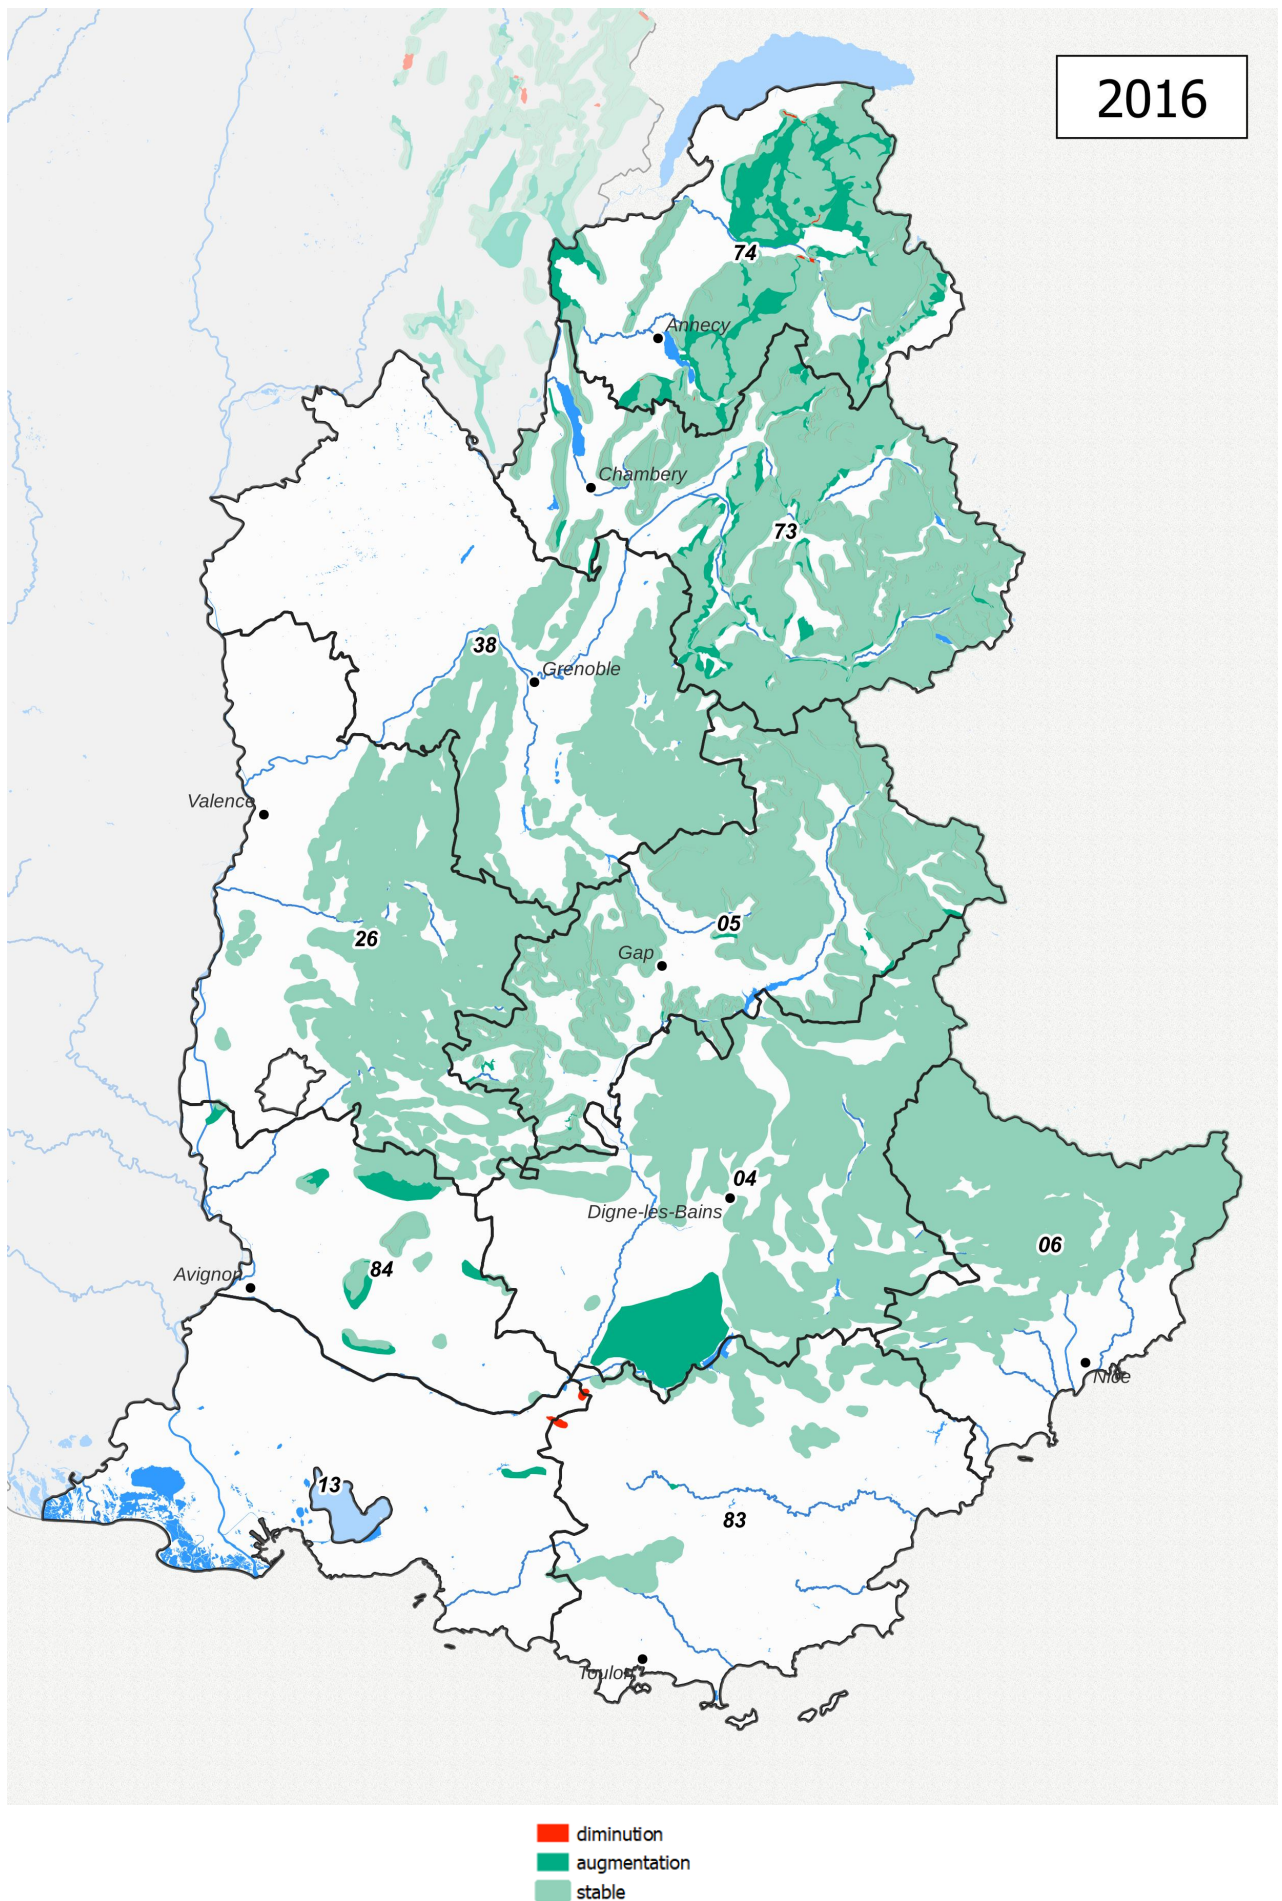 2016
74
Annecy
Chambery
73
38
Grenoble
Valence
05
26
Gap
04
Digne-les-Bains
06
84
Avignon
Nice
13
83
Toulon
diminution
augmentation
stable